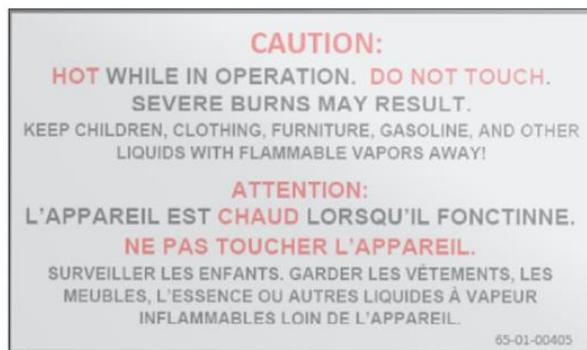 CAUTION:
HOT WHILE IN OPERATION. DO NOT TOUCH.
SEVERE BURNS MAY RESULT.
KEEP CHILDREN, CLOTHING, FURNITURE, GASOLINE, AND OTHER
LIQUIDS WITH FLAMMABLE VAPORS AWAY!
ATTENTION:
L'APPAREIL EST CHAUD LORSQU'IL FONCTINNE.
NE PAS TOUCHER L'APPAREIL.
SURVEILLER LES ENFANTS. GARDER LES VÊTEMENTS, LES
MEUBLES, L'ESSENCE OU AUTRES LIQUIDES À VAPEUR
INFLAMMABLES LOIN DE L'APPAREIL.
65-01-00405